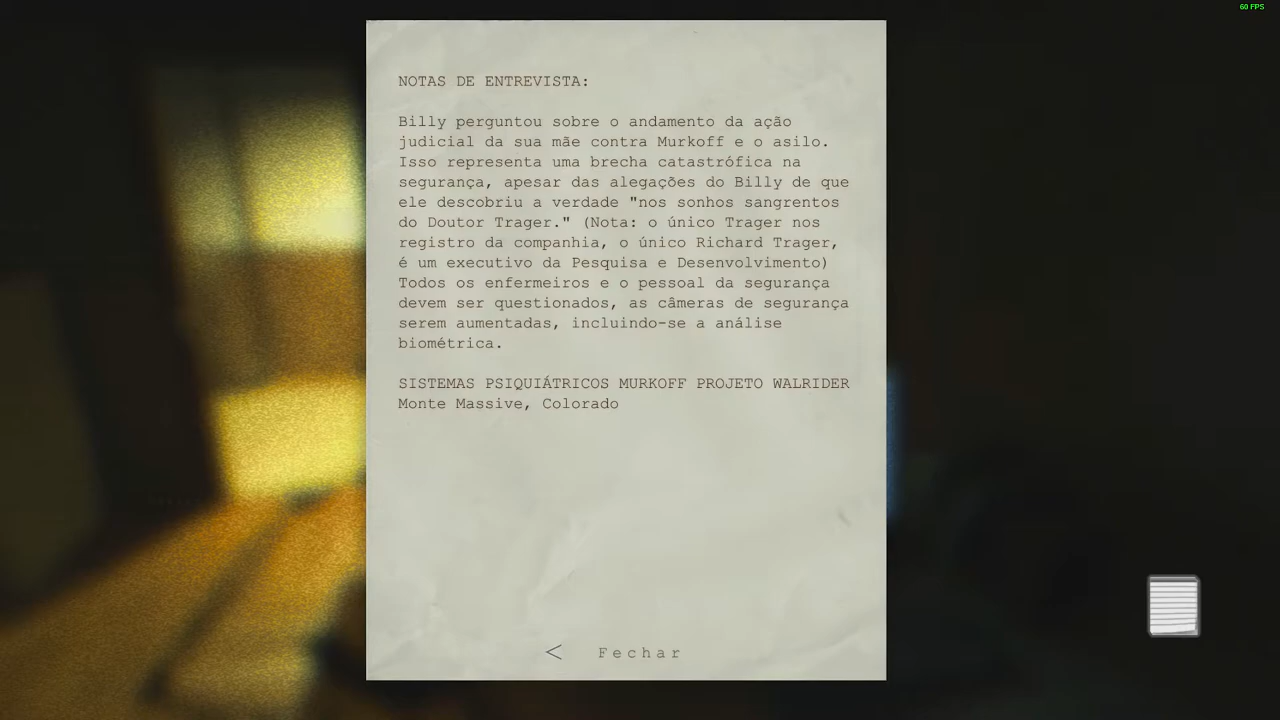 60 FPS
NOTAS DE ENTREVISTA:
Billy perguntou sobre o andamento da ação
judicial da sua mãe contra Murkoff e o asilo.
Isso representa uma brecha catastrófica na
segurança, apesar das alegações do Billy de que
ele descobriu a verdade "nos sonhos sangrentos
do Doutor Trager." (Nota: o único Trager nos
registro da companhia, o único Richard Trager,
é um executivo da Pesquisa e Desenvolvimento)
Todos os enfermeiros e o pessoal da segurança
devem ser questionados, as câmeras de segurança
serem aumentadas, incluindo-se a análise
biométrica.
SISTEMAS PSIQUIÁTRICOS MURKOFF PROJETO WALRIDER
Monte Massive, Colorado
< Fechar